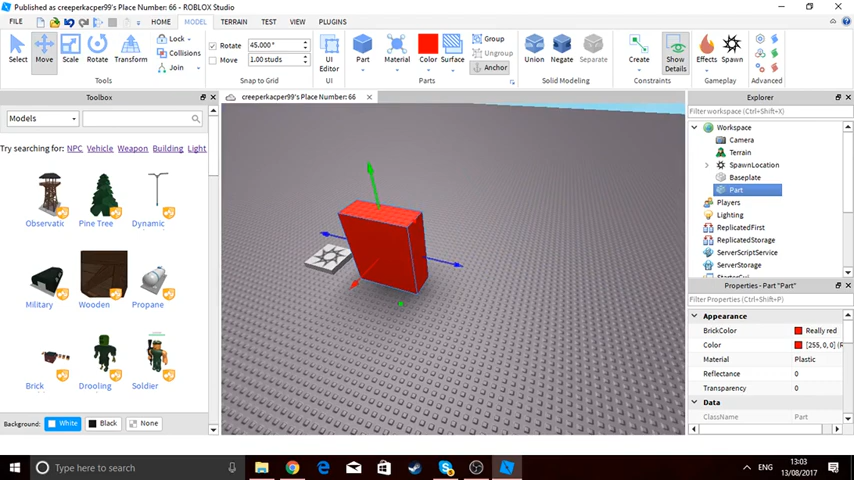 Published as creeperkacper99's Place Number: 66 - ROBLOX Studio
FILE HOME MODEL TERRAIN TEST VIEW PLUGINS
Select Move Scale Rotate Transform
Lock
Collisions
Join
Tools
Rotate 45.000°
Move 1.00 studs
Snap to Grid
UI Editor
Part Material Color Surface
Group
Ungroup
Anchor
Parts
Union Negate Separate
Solid Modeling
Create Show Details
Constraints
Effects Spawn
Gameplay
Advanced
Toolbox
creeperkacper99's Place Number: 66
Models
Try searching for: NPC Vehicle Weapon Building Light
Observatic Pine Tree Dynamic
Military Wooden Propane
Brick Drooling Soldier
Background: White Black None
Explorer
Filter workspace (Ctrl+Shift+X)
Workspace
Camera
Terrain
SpawnLocation
Baseplate
Part
Players
Lighting
ReplicatedFirst
ReplicatedStorage
ServerScriptService
ServerStorage
StarterGui
Properties - Part "Part"
Filter Properties (Ctrl+Shift+P)
Appearance
BrickColor Really red
Color [255, 0, 0] (R
Material Plastic
Reflectance 0
Transparency 0
Data
ClassName Part
Type here to search
ENG
13:03
13/08/2017